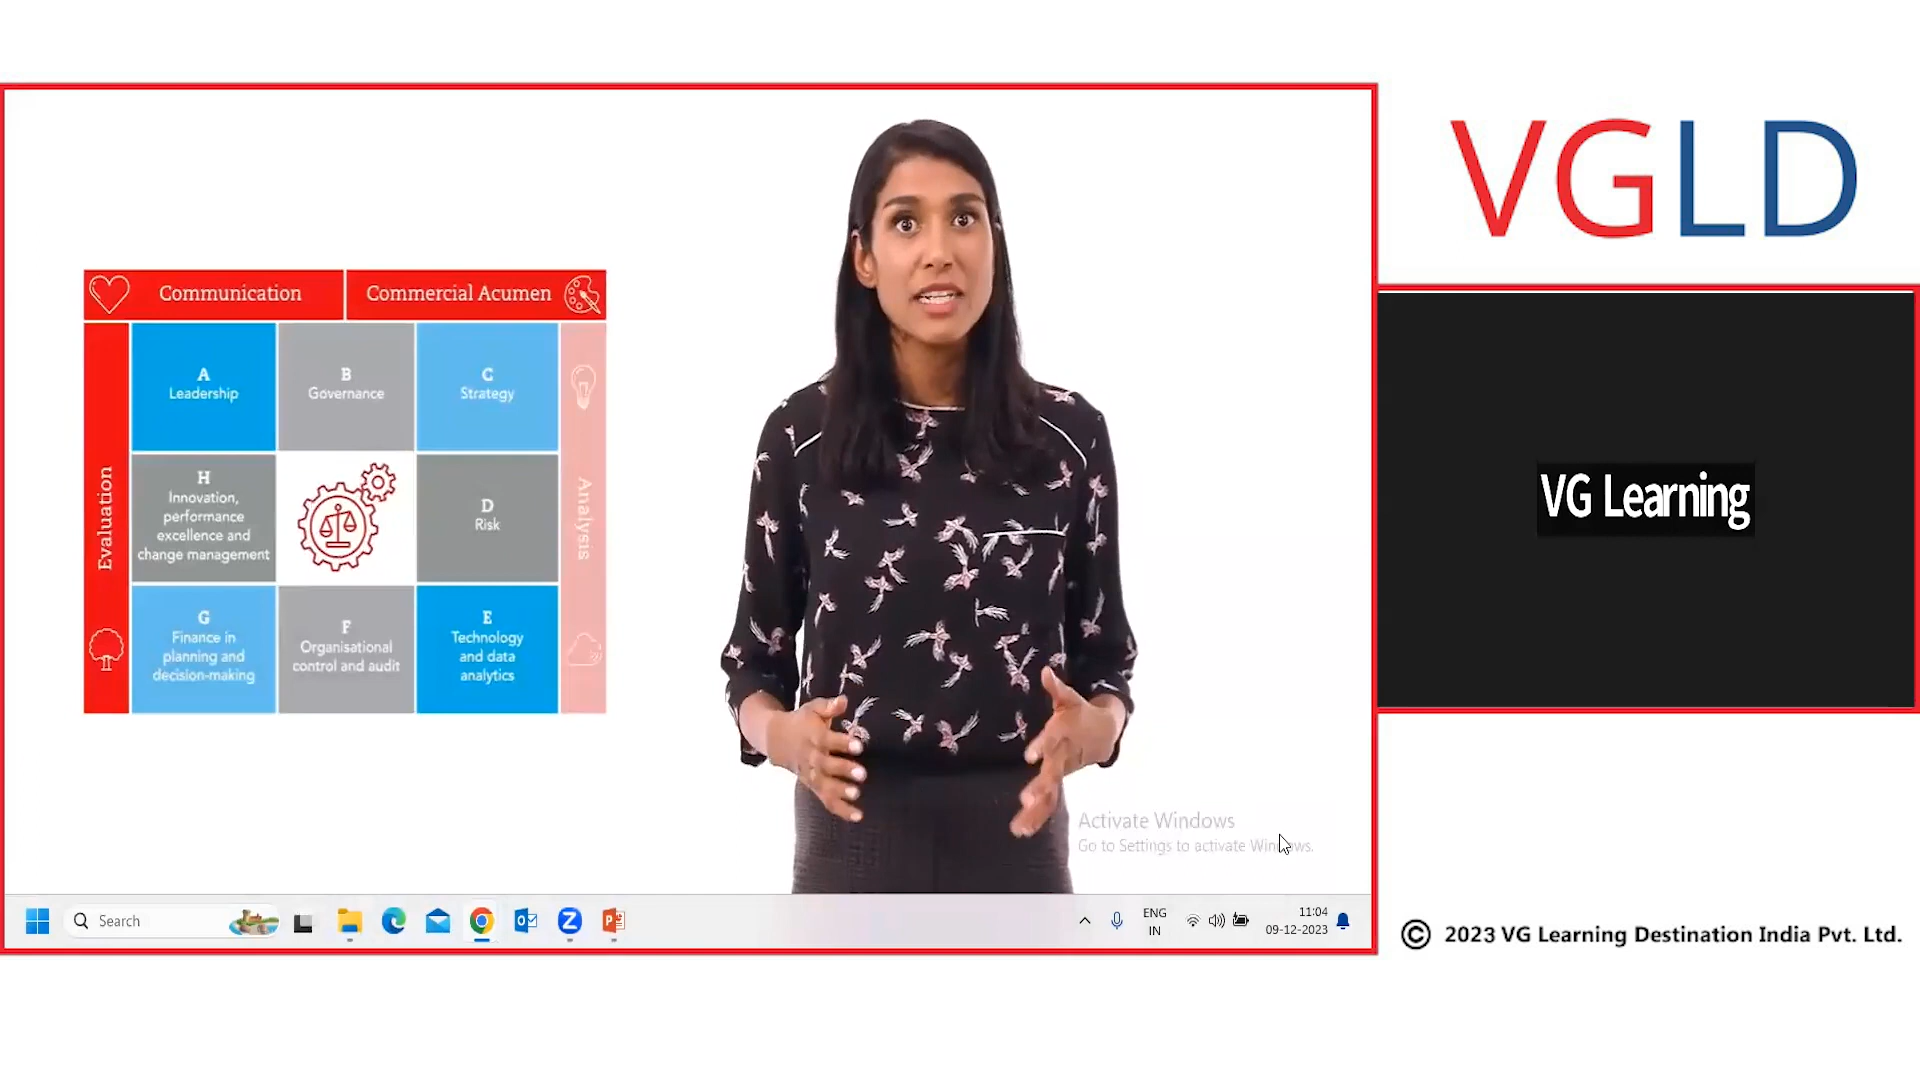 VGLD
Communication
Commercial Acumen
Evaluation
Analysis
A
Leadership
B
Governance
C
Strategy
H
Innovation,
performance
excellence and
change management
D
Risk
G
Finance in
planning and
decision-making
F
Organisational
control and audit
E
Technology
and data
analytics
VG Learning
Activate Windows
Go to Settings to activate Windows.
Search
ENG
IN
11:04
09-12-2023
© 2023 VG Learning Destination India Pvt. Ltd.